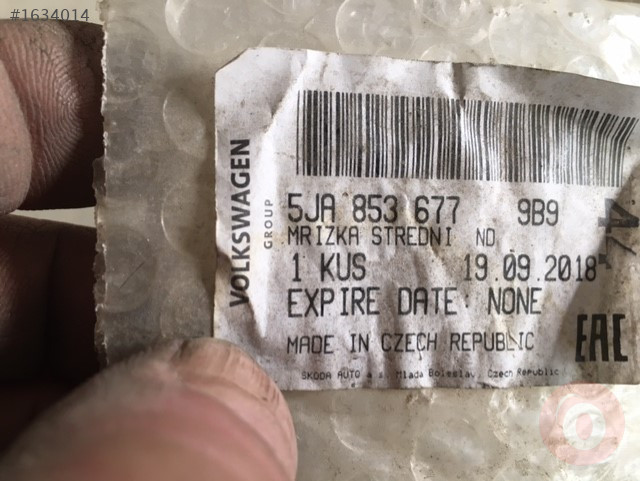 #1634014
VOLKSWAGEN
GROUP
5JA 853 677 9B9
MRIZKA STREDNI ND
1 KUS 19.09.2018
EXPIRE DATE: NONE
MADE IN CZECH REPUBLIC
EAC
ŠKODA AUTO a.s. Mlada Boleslav, Czech Republic